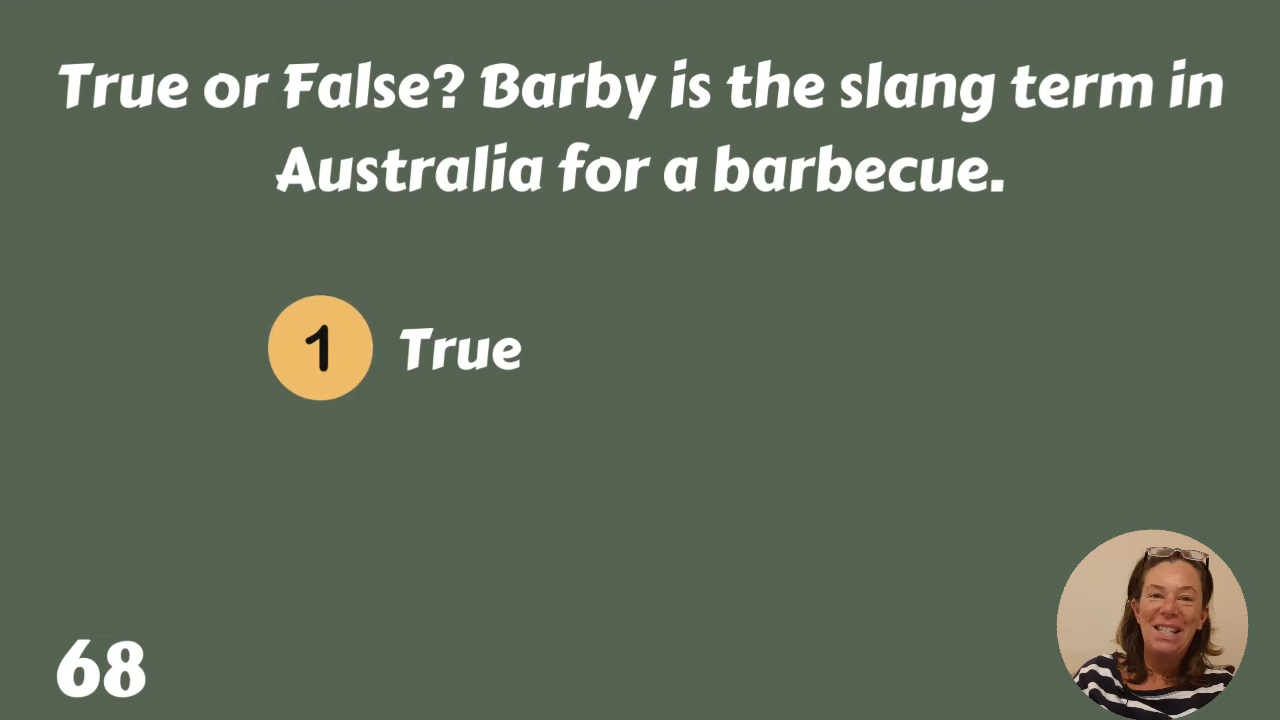 True or False? Barby is the slang term in
Australia for a barbecue.
1 True
68